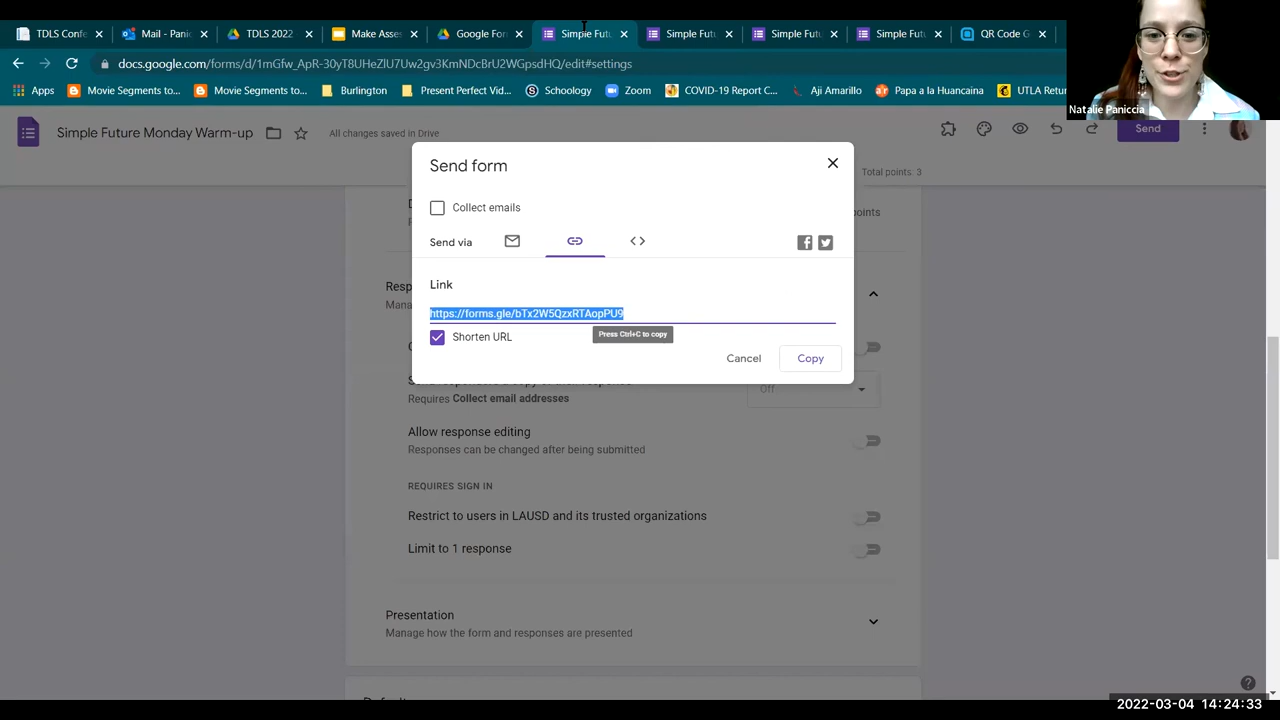 TDLS Confe
Mail - Panic
TDLS 2022
Make Asses
Google For
Simple Futu
Simple Futu
Simple Futu
Simple Futu
QR Code G
docs.google.com/forms/d/1mGfw_ApR-30yT8UHeZlU7Uw2gv3KmNDcBrU2WGpsdHQ/edit#settings
Apps
Movie Segments to...
Movie Segments to...
Burlington
Present Perfect Vid...
Schoology
Zoom
COVID-19 Report C...
Aji Amarillo
Papa a la Huancaina
UTLA Retu
Natalie Paniccia
Simple Future Monday Warm-up
All changes saved in Drive
Send
Total points: 3
Send form
Collect emails
points
Send via
Link
Resp
Mana
https://forms.gle/bTx2W5QzxRTAopPU9
Press Ctrl+C to copy
Shorten URL
Cancel
Copy
Off
Requires Collect email addresses
Allow response editing
Responses can be changed after being submitted
REQUIRES SIGN IN
Restrict to users in LAUSD and its trusted organizations
Limit to 1 response
Presentation
Manage how the form and responses are presented
2022-03-04 14:24:33